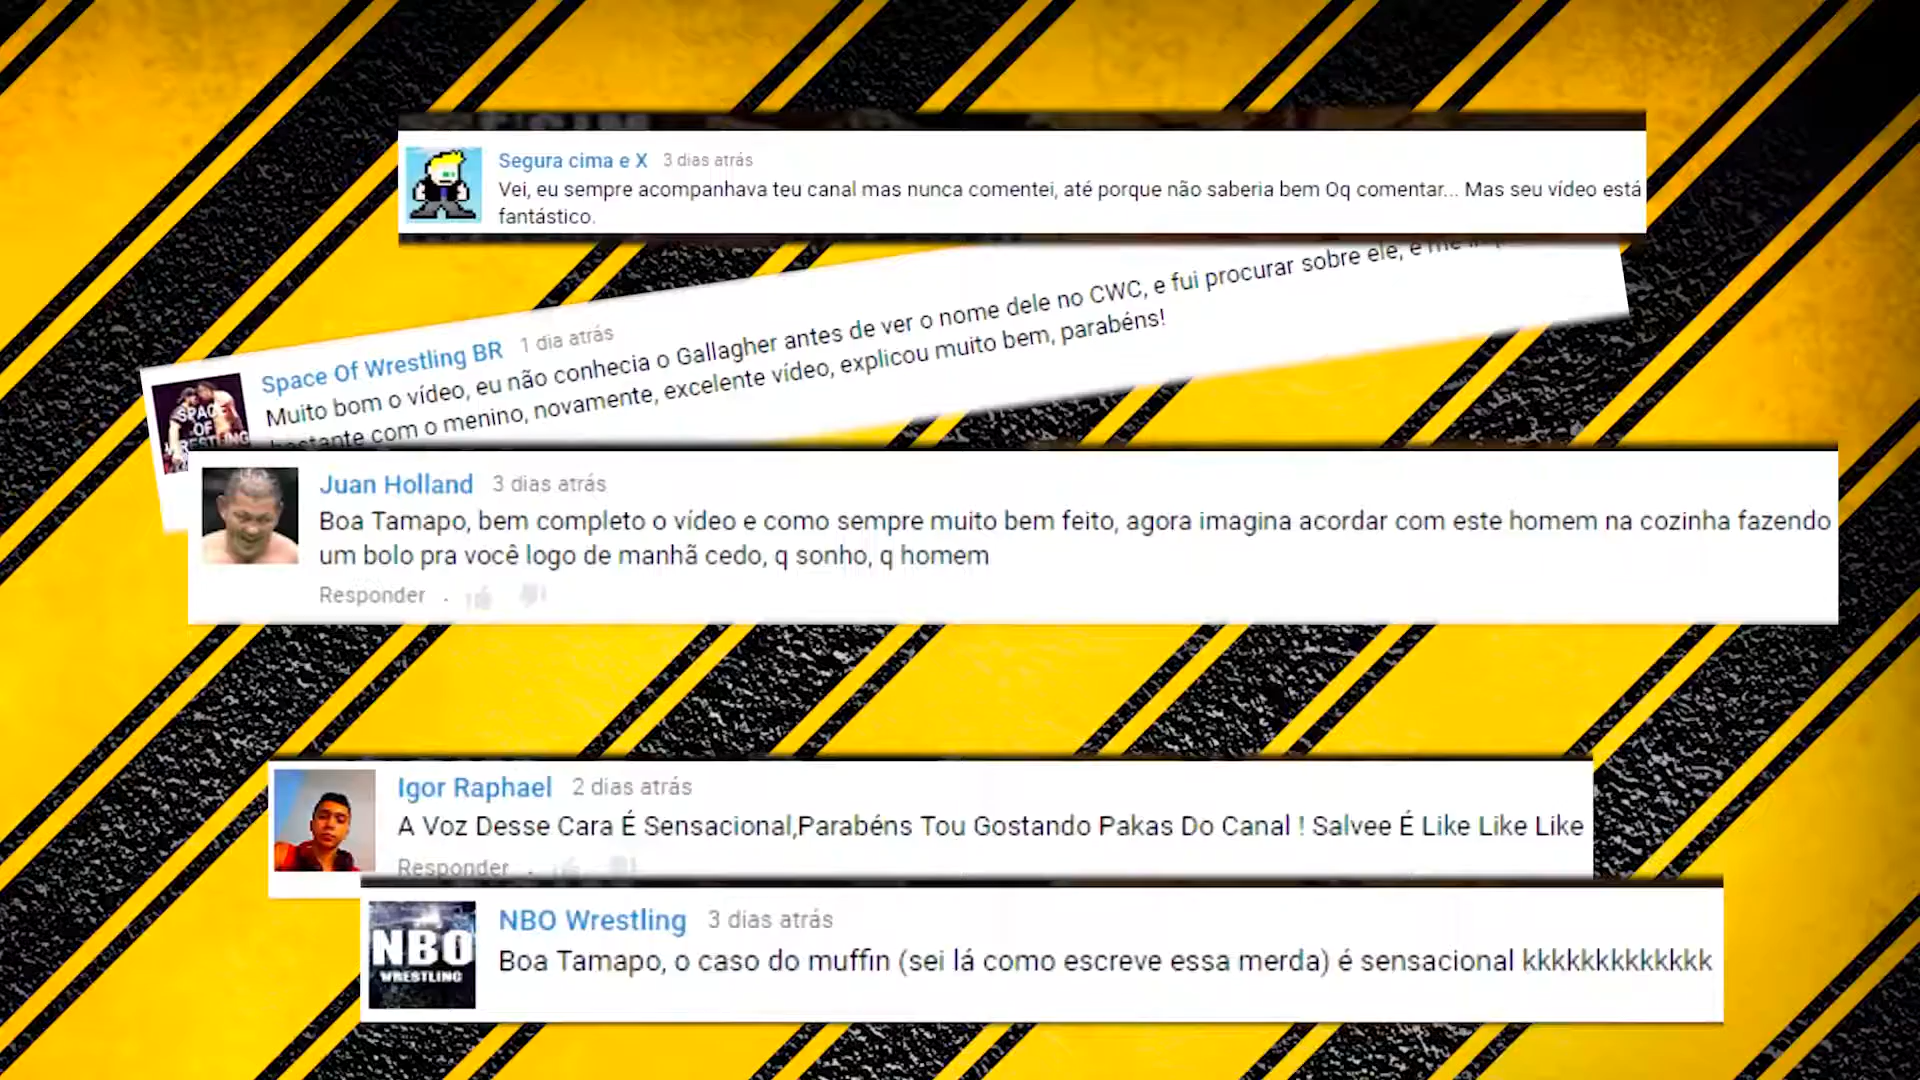 Segura cima e X 3 dias atrás
Vei, eu sempre acompanhava teu canal mas nunca comentei, até porque não saberia bem Oq comentar... Mas seu vídeo está
fantástico.
Space Of Wrestling BR 1 dia atrás
Muito bom o vídeo, eu não conhecia o Gallagher antes de ver o nome dele no CWC, e fui procurar sobre ele, e me
bastante com o menino, novamente, excelente vídeo, explicou muito bem, parabéns!
SPACE
OF
WRESTLING
Juan Holland 3 dias atrás
Boa Tamapo, bem completo o vídeo e como sempre muito bem feito, agora imagina acordar com este homem na cozinha fazendo
um bolo pra você logo de manhã cedo, q sonho, q homem
Responder .
Igor Raphael 2 dias atrás
A Voz Desse Cara É Sensacional,Parabéns Tou Gostando Pakas Do Canal ! Salvee É Like Like Like
Responder .
NBO
WRESTLING
NBO Wrestling 3 dias atrás
Boa Tamapo, o caso do muffin (sei lá como escreve essa merda) é sensacional kkkkkkkkkkkkk